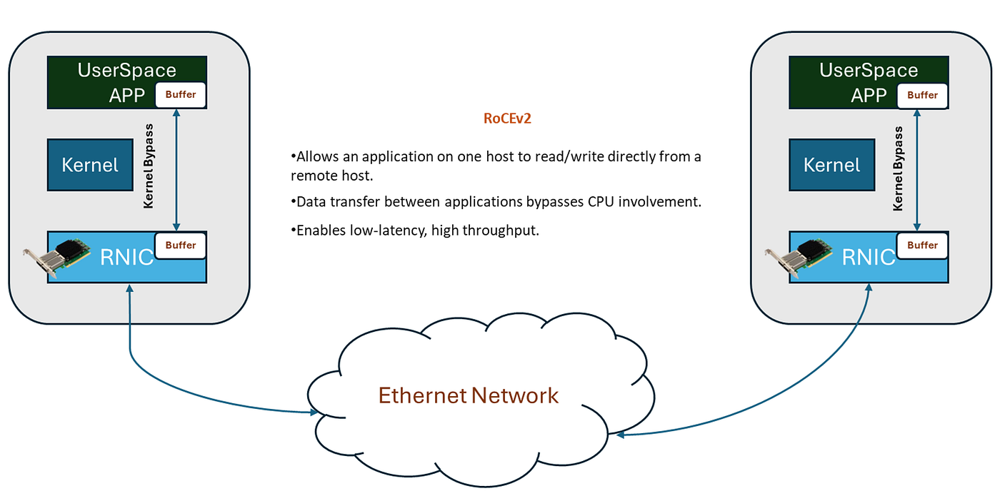 UserSpace
APP
Buffer
Kernel
Kernel Bypass
RNIC
Buffer
RoCEv2
•Allows an application on one host to read/write directly from a
remote host.
•Data transfer between applications bypasses CPU involvement.
•Enables low-latency, high throughput.
UserSpace
APP
Buffer
Kernel
Kernel Bypass
RNIC
Buffer
Ethernet Network